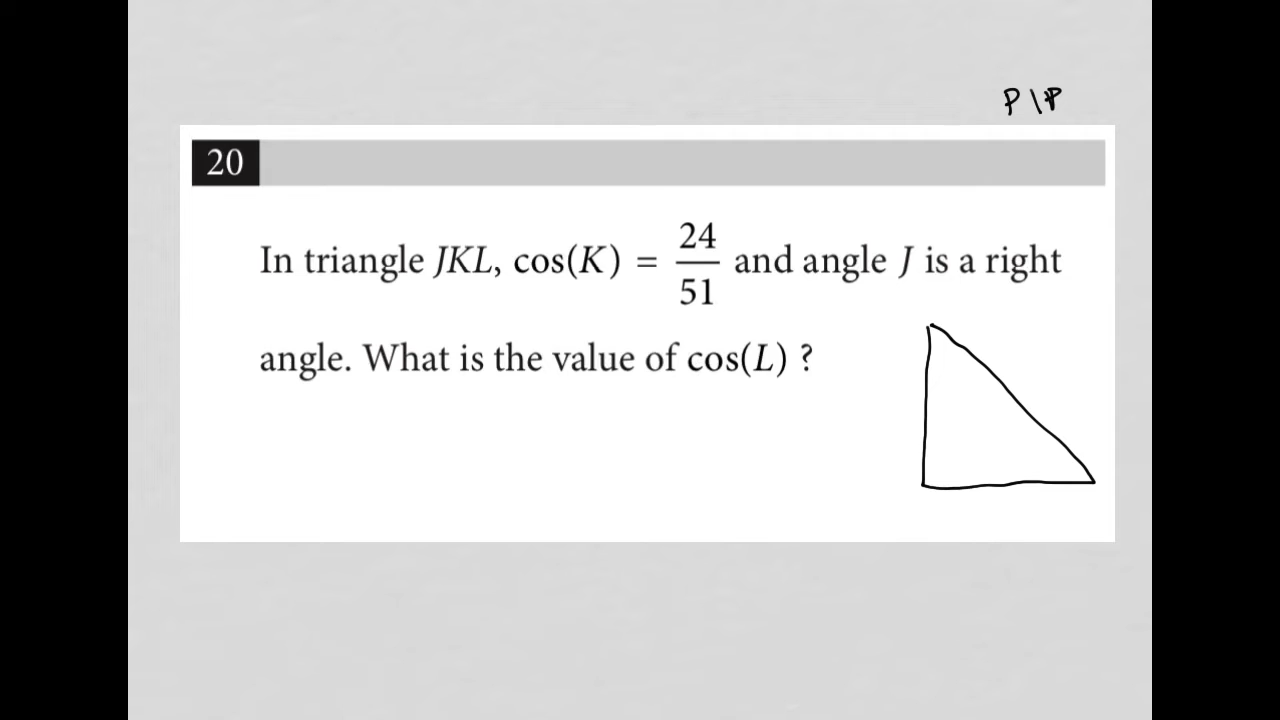 P \ P
20
In triangle JKL, cos(K) = 24/51 and angle J is a right
angle. What is the value of cos(L) ?